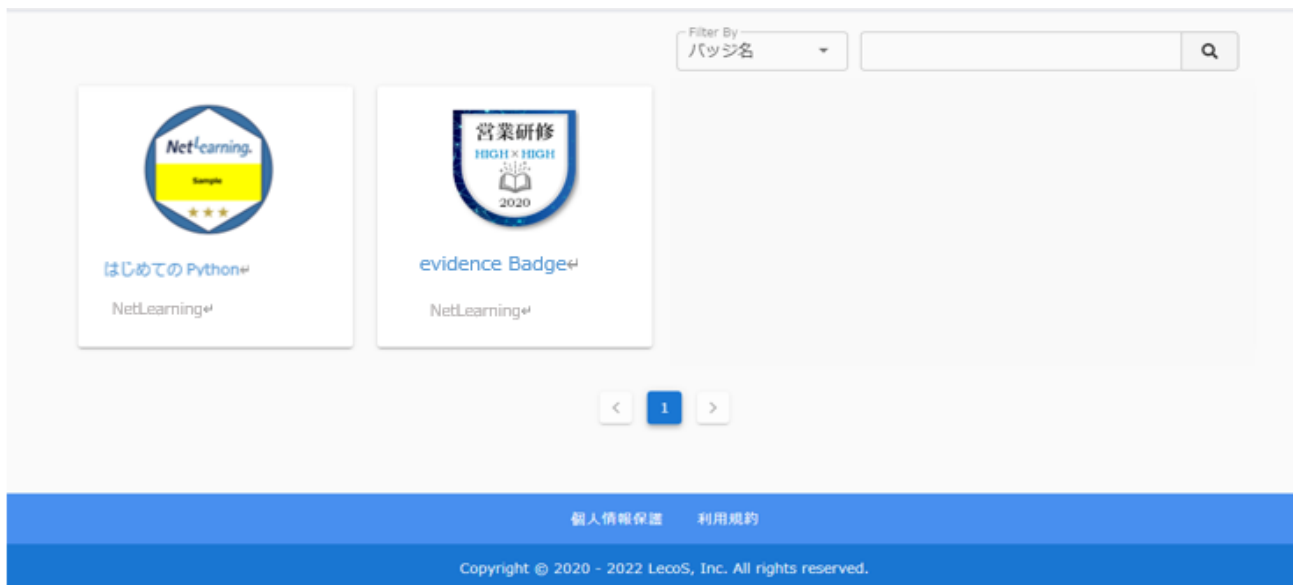 Filter By
バッジ名
NetLearning.
Sample
はじめての Python↵
NetLearning↵
営業研修
HIGH×HIGH
2020
evidence Badge↵
NetLearning↵
1
個人情報保護 利用規約
Copyright © 2020 - 2022 LecoS, Inc. All rights reserved.